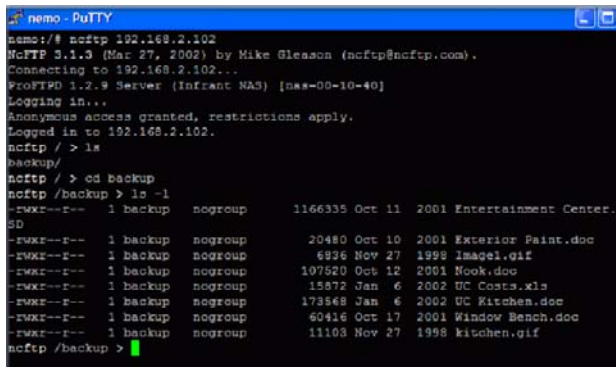 nemo - PuTTY
nemo:/# ncftp 192.168.2.102
NcFTP 3.1.3 (Mar 27, 2002) by Mike Gleason (ncftp@ncftp.com).
Connecting to 192.168.2.102...
ProFTPD 1.2.9 Server (Infrant NAS) [nas-00-10-40]
Logging in...
Anonymous access granted, restrictions apply.
Logged in to 192.168.2.102.
ncftp / > ls
backup/
ncftp / > cd backup
ncftp /backup > ls -l
-rwxr--r-- 1 backup nogroup 1166335 Oct 11 2001 Entertainment Center.
SD
-rwxr--r-- 1 backup nogroup 20480 Oct 10 2001 Exterior Paint.doc
-rwxr--r-- 1 backup nogroup 6836 Nov 27 1998 Image1.gif
-rwxr--r-- 1 backup nogroup 107520 Oct 12 2001 Nook.doc
-rwxr--r-- 1 backup nogroup 15872 Jan 6 2002 UC Costs.xls
-rwxr--r-- 1 backup nogroup 173568 Jan 6 2002 UC Kitchen.doc
-rwxr--r-- 1 backup nogroup 60416 Oct 17 2001 Window Bench.doc
-rwxr--r-- 1 backup nogroup 11103 Nov 27 1998 kitchen.gif
ncftp /backup >